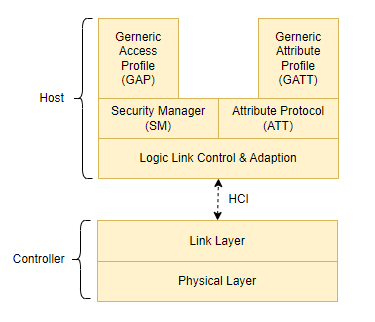 Gerneric
Access
Profile
(GAP)
Gerneric
Attribute
Profile
(GATT)
Host
Security Manager
(SM)
Attribute Protocol
(ATT)
Logic Link Control & Adaption
HCI
Link Layer
Controller
Physical Layer